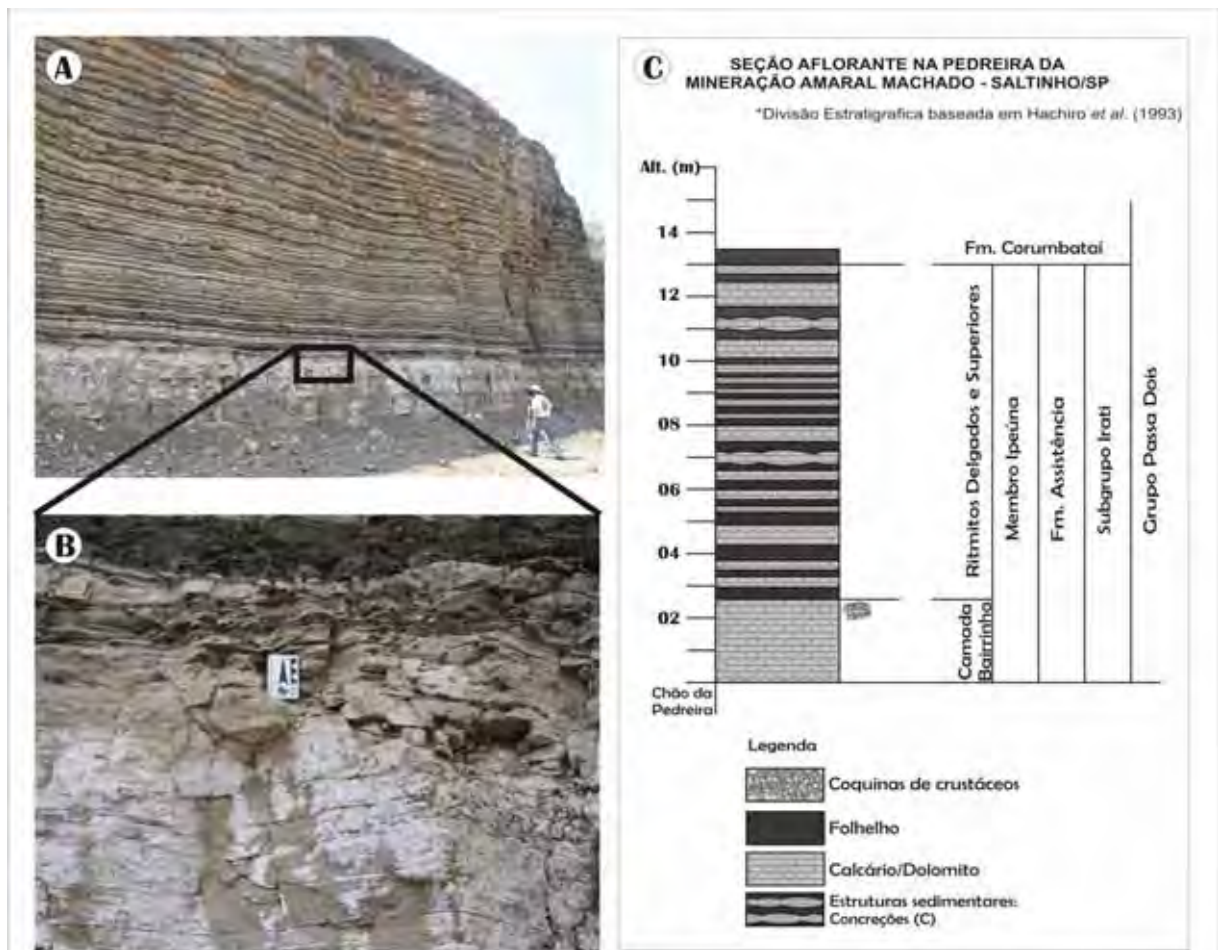 A
B
C
SEÇÃO AFLORANTE NA PEDREIRA DA
MINERAÇÃO AMARAL MACHADO - SALTINHO/SP
*Divisão Estratigrafica baseada em Hachiro et al. (1993)
Alt. (m)
14
12
10
08
06
04
02
Chão da
Pedreira
Fm. Corumbataí
Ritmitos Delgados e Superiores
Camada
Bairrinho
Membro Ipeúna
Fm. Assistência
Subgrupo Irati
Grupo Passa Dois
Legenda
Coquinas de crustáceos
Folhelho
Calcário/Dolomito
Estruturas sedimentares:
Concreções (C)